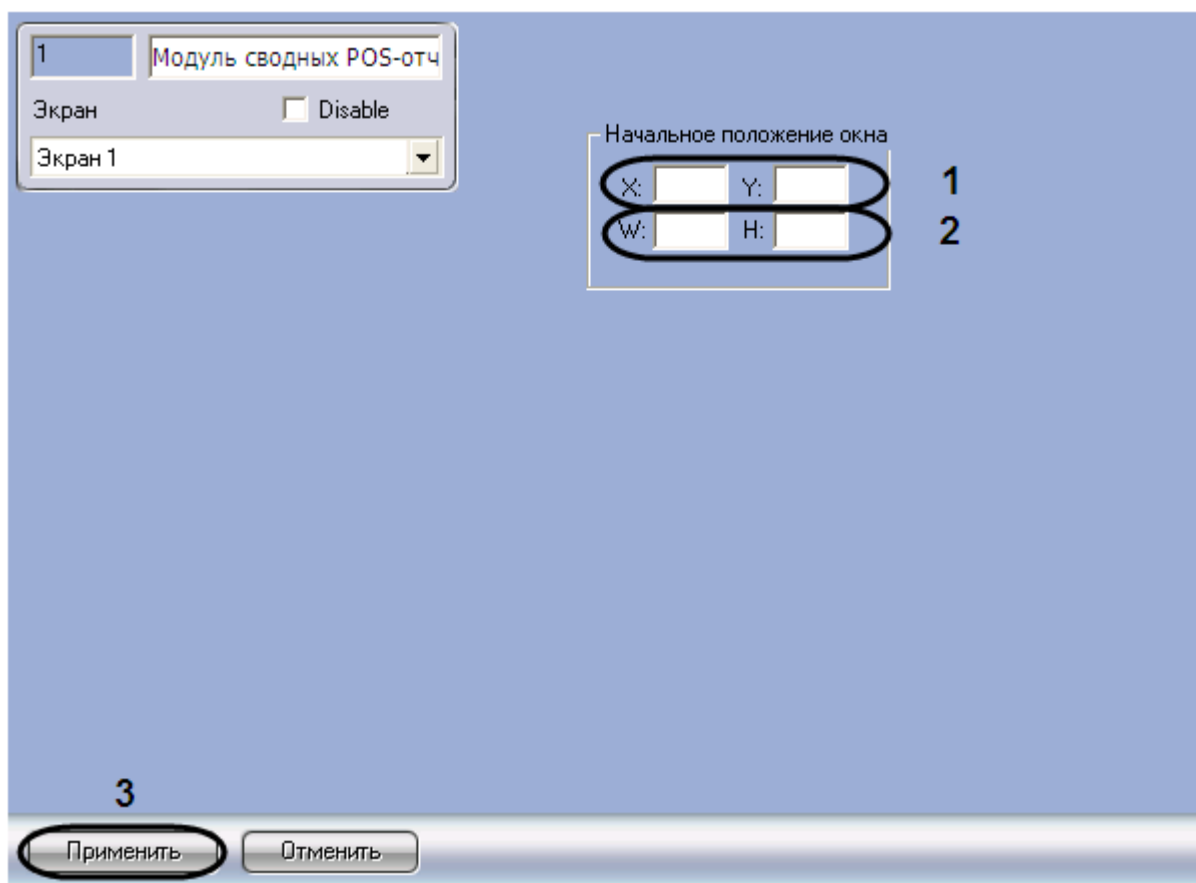 1 Модуль сводных POS-отч
Экран Disable
Экран 1
Начальное положение окна
X: Y: 1
W: H: 2
3
Применить Отменить